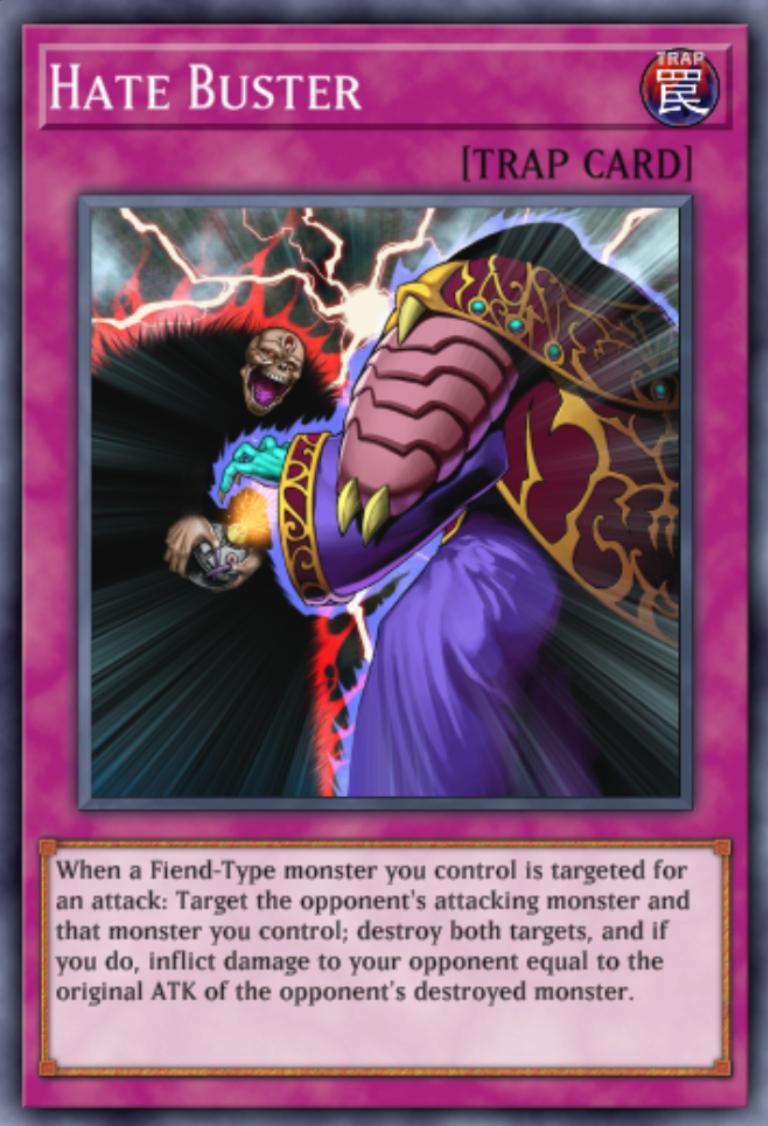 HATE BUSTER
TRAP
罠
[TRAP CARD]
When a Fiend-Type monster you control is targeted for
an attack: Target the opponent's attacking monster and
that monster you control; destroy both targets, and if
you do, inflict damage to your opponent equal to the
original ATK of the opponent's destroyed monster.